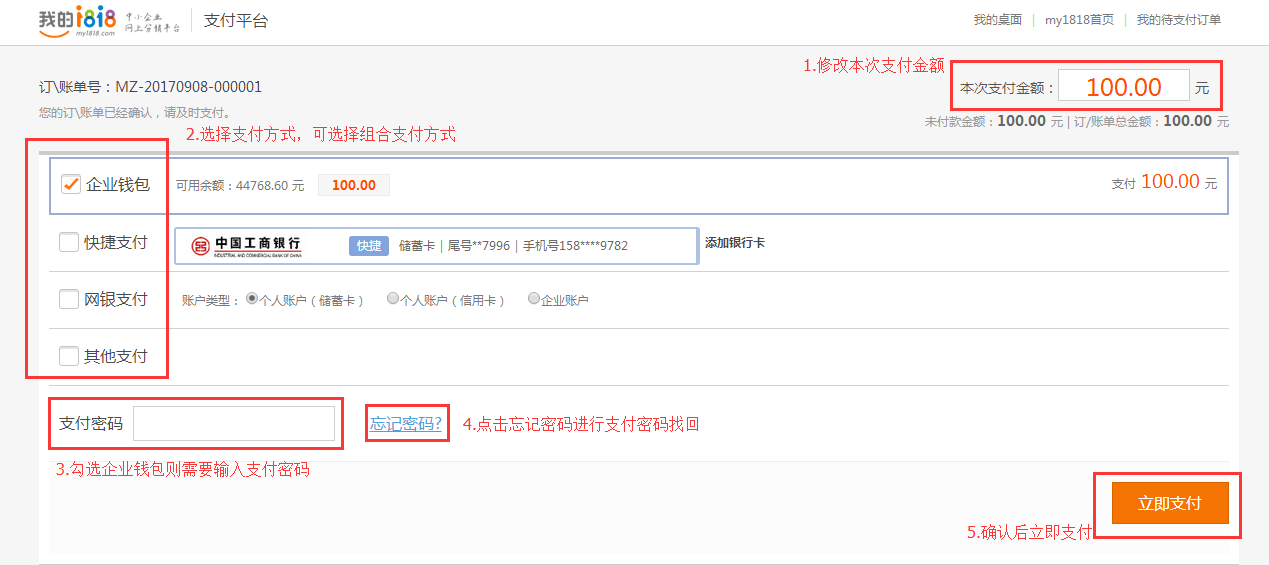 我的1818 中小企业 网上分销平台 my1818.com 支付平台 我的桌面 | my1818首页 | 我的待支付订单
1.修改本次支付金额
本次支付金额：100.00 元
订\账单号：MZ-20170908-000001
您的订\账单已经确认，请及时支付。
未付款金额：100.00 元 | 订/账单总金额：100.00 元
2.选择支付方式，可选择组合支付方式
企业钱包 可用余额：44768.60 元 100.00 支付 100.00 元
快捷支付 中国工商银行 INDUSTRIAL AND COMMERCIAL BANK OF CHINA 快捷 储蓄卡 | 尾号**7996 | 手机号158****9782 添加银行卡
网银支付 账户类型： 个人账户（储蓄卡） 个人账户（信用卡） 企业账户
其他支付
支付密码 忘记密码? 4.点击忘记密码进行支付密码找回
3.勾选企业钱包则需要输入支付密码
立即支付
5.确认后立即支付